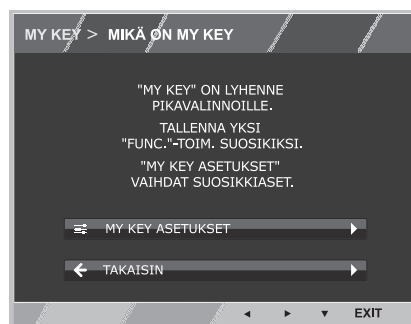 MY KEY > MIKÄ ON MY KEY
"MY KEY" ON LYHENNE
PIKAVALINNOILLE.
TALLENNA YKSI
"FUNC."-TOIM. SUOSIKIKSI.
"MY KEY ASETUKSET"
VAIHDAT SUOSIKKIASET.
MY KEY ASETUKSET
TAKAISIN
EXIT